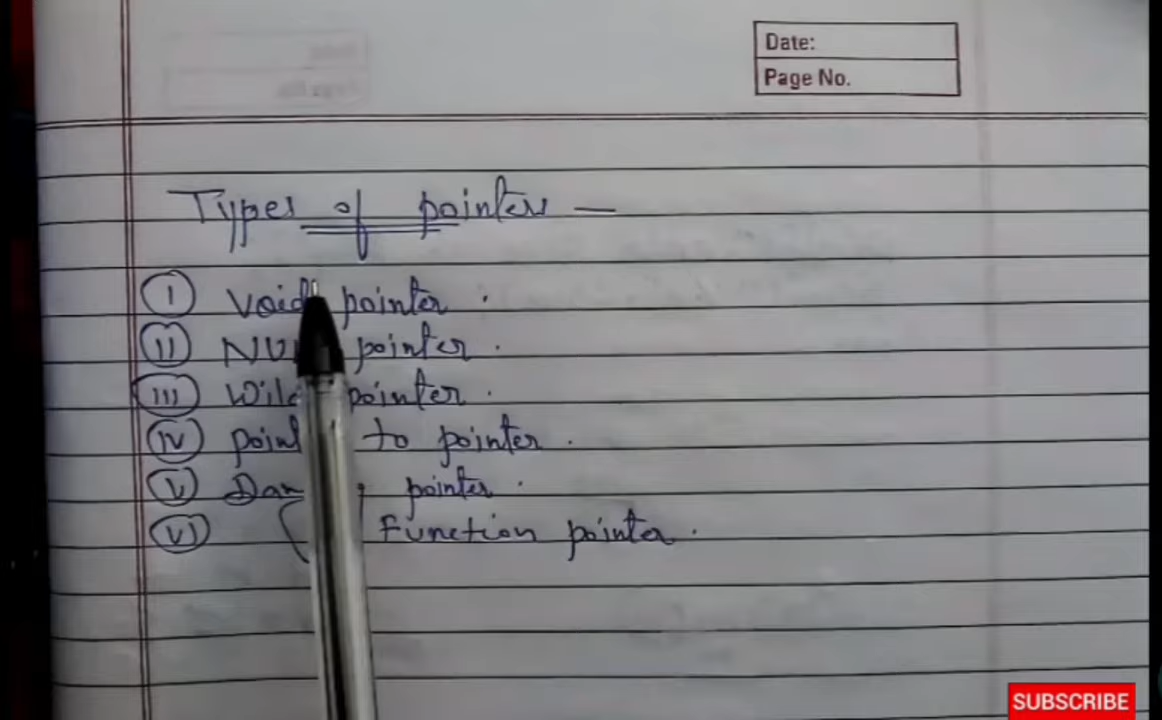 Date:
Page No.
Types of pointers —
(I) Void pointer.
(II) pointer.
(III) pointer.
(IV) to pointer.
(V) pointer.
(VI) Function pointer.
SUBSCRIBE